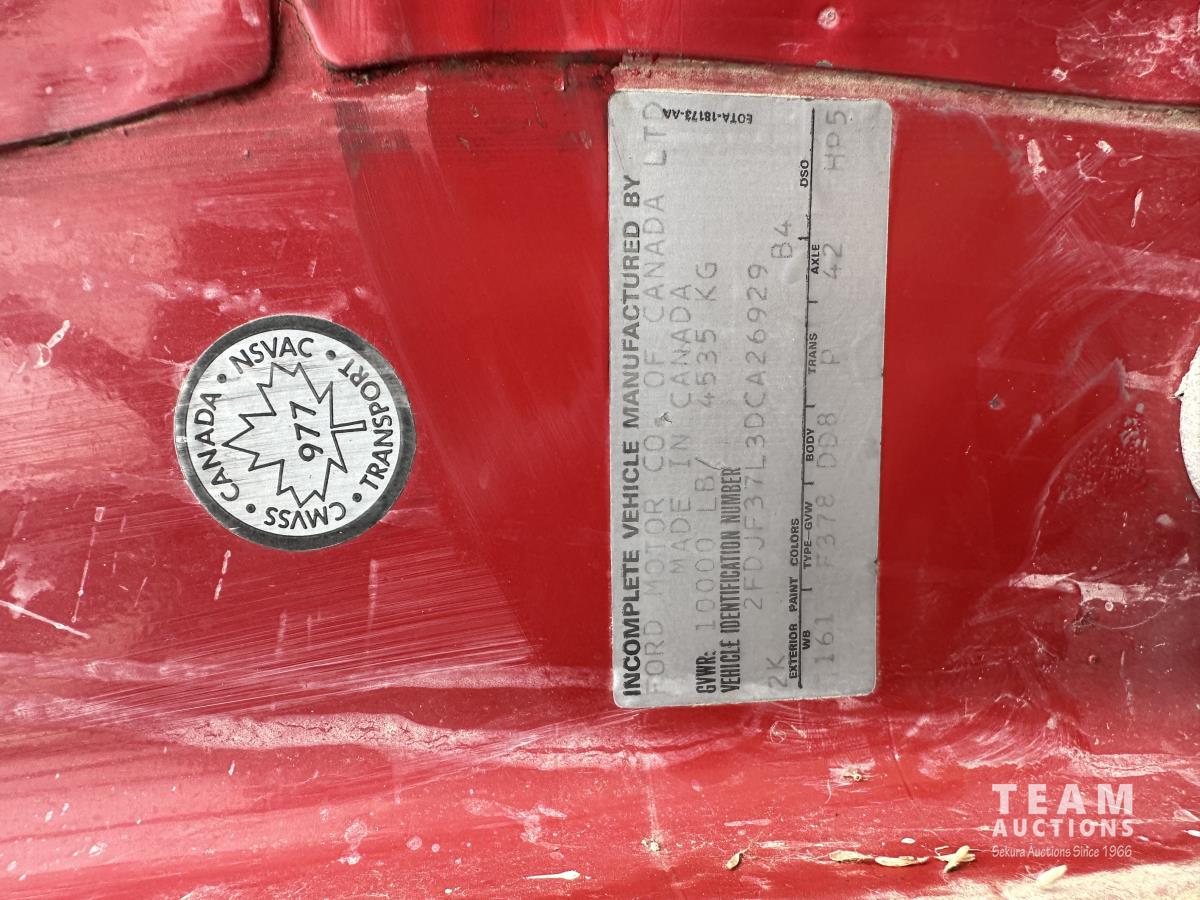 CMVSS • CANADA • NSVAC • TRANSPORT •
977
INCOMPLETE VEHICLE MANUFACTURED BY
FORD MOTOR CO. OF CANADA LTD
MADE IN CANADA
GVWR: 10000 LB/ 4535 KG
VEHICLE IDENTIFICATION NUMBER
2FDJF37L3DCA26929
2K B4
EXTERIOR PAINT COLORS DSO
WB TYPE-GVW BODY TRANS AXLE
161 F378 DD8 P 42 HP5
EOTA-18173-AA
TEAM
AUCTIONS
Sekura Auctions Since 1966